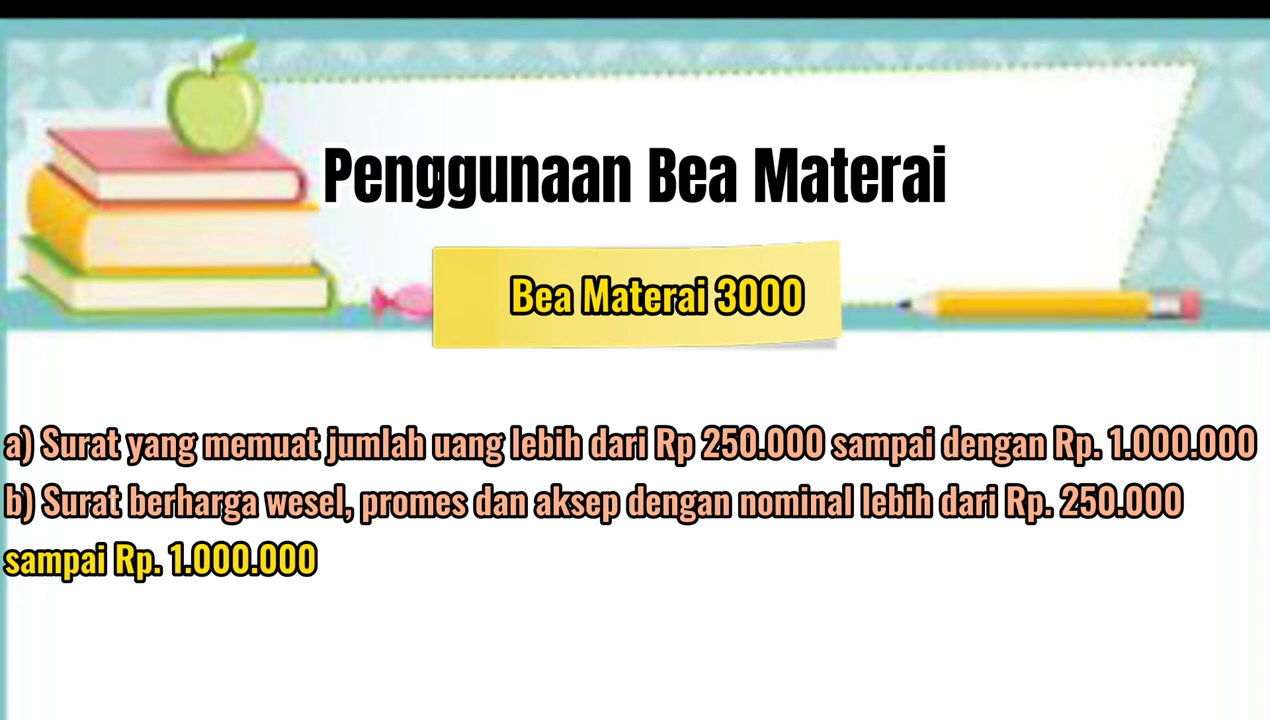 Penggunaan Bea Materai
Bea Materai 3000
a) Surat yang memuat jumlah uang lebih dari Rp 250.000 sampai dengan Rp. 1.000.000
b) Surat berharga wesel, promes dan aksep dengan nominal lebih dari Rp. 250.000
sampai Rp. 1.000.000